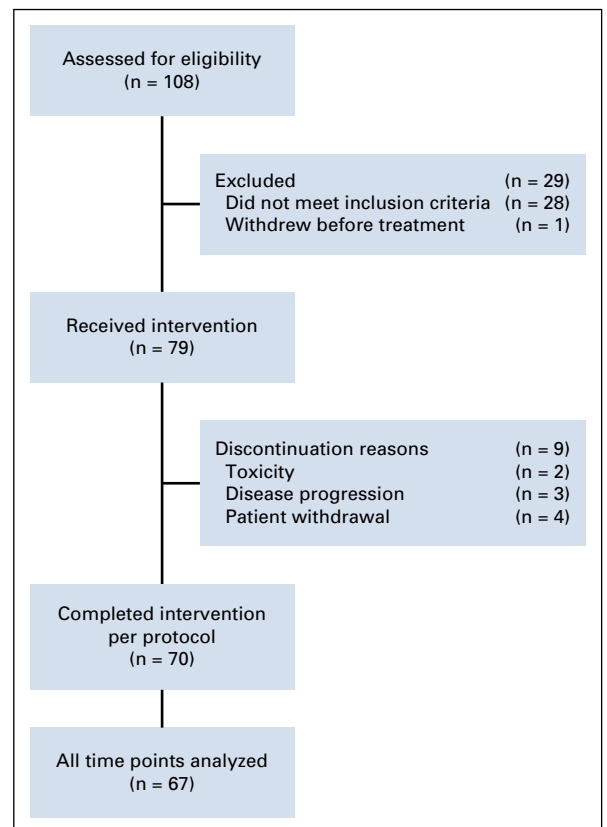 Assessed for eligibility
(n = 108)
Excluded (n = 29)
Did not meet inclusion criteria (n = 28)
Withdrew before treatment (n = 1)
Received intervention
(n = 79)
Discontinuation reasons (n = 9)
Toxicity (n = 2)
Disease progression (n = 3)
Patient withdrawal (n = 4)
Completed intervention
per protocol
(n = 70)
All time points analyzed
(n = 67)